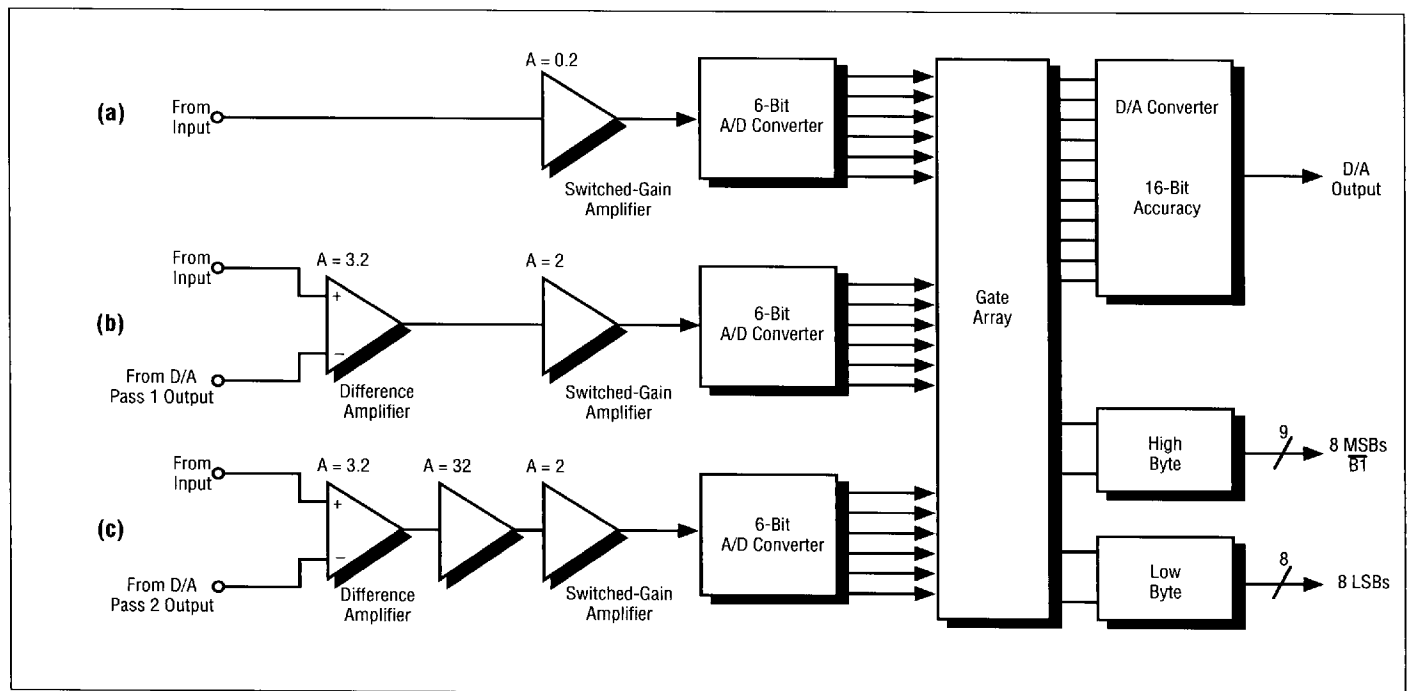 (a)
From
Input
A = 0.2
Switched-Gain
Amplifier
6-Bit
A/D Converter
(b)
From
Input
From D/A
Pass 1 Output
A = 3.2
+
–
Difference
Amplifier
A = 2
Switched-Gain
Amplifier
6-Bit
A/D Converter
(c)
From
Input
From D/A
Pass 2 Output
A = 3.2
+
–
Difference
Amplifier
A = 32
A = 2
Switched-Gain
Amplifier
6-Bit
A/D Converter
Gate
Array
D/A Converter
16-Bit
Accuracy
D/A
Output
High
Byte
9
8 MSBs
B̅1̅
Low
Byte
8
8 LSBs